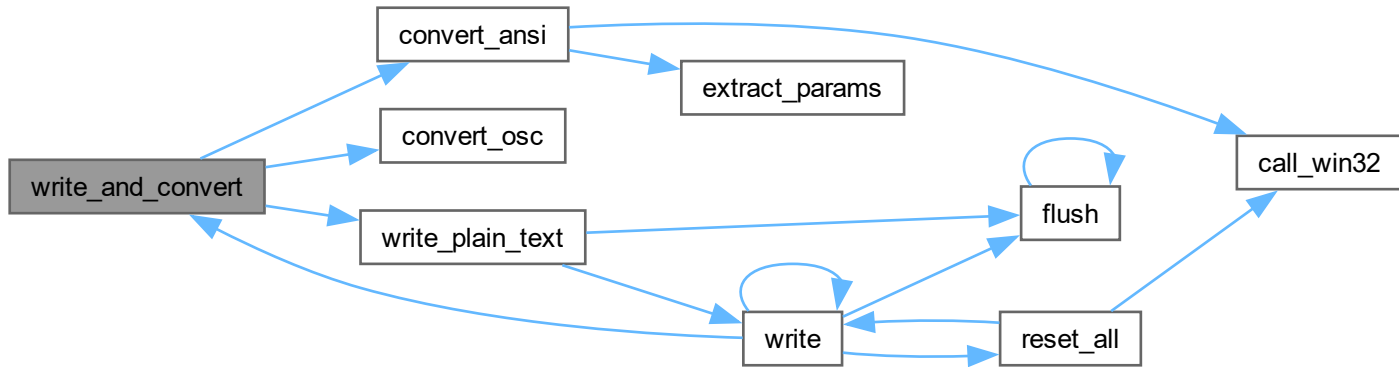 convert_ansi
extract_params
convert_osc
call_win32
write_and_convert
flush
write_plain_text
write
reset_all